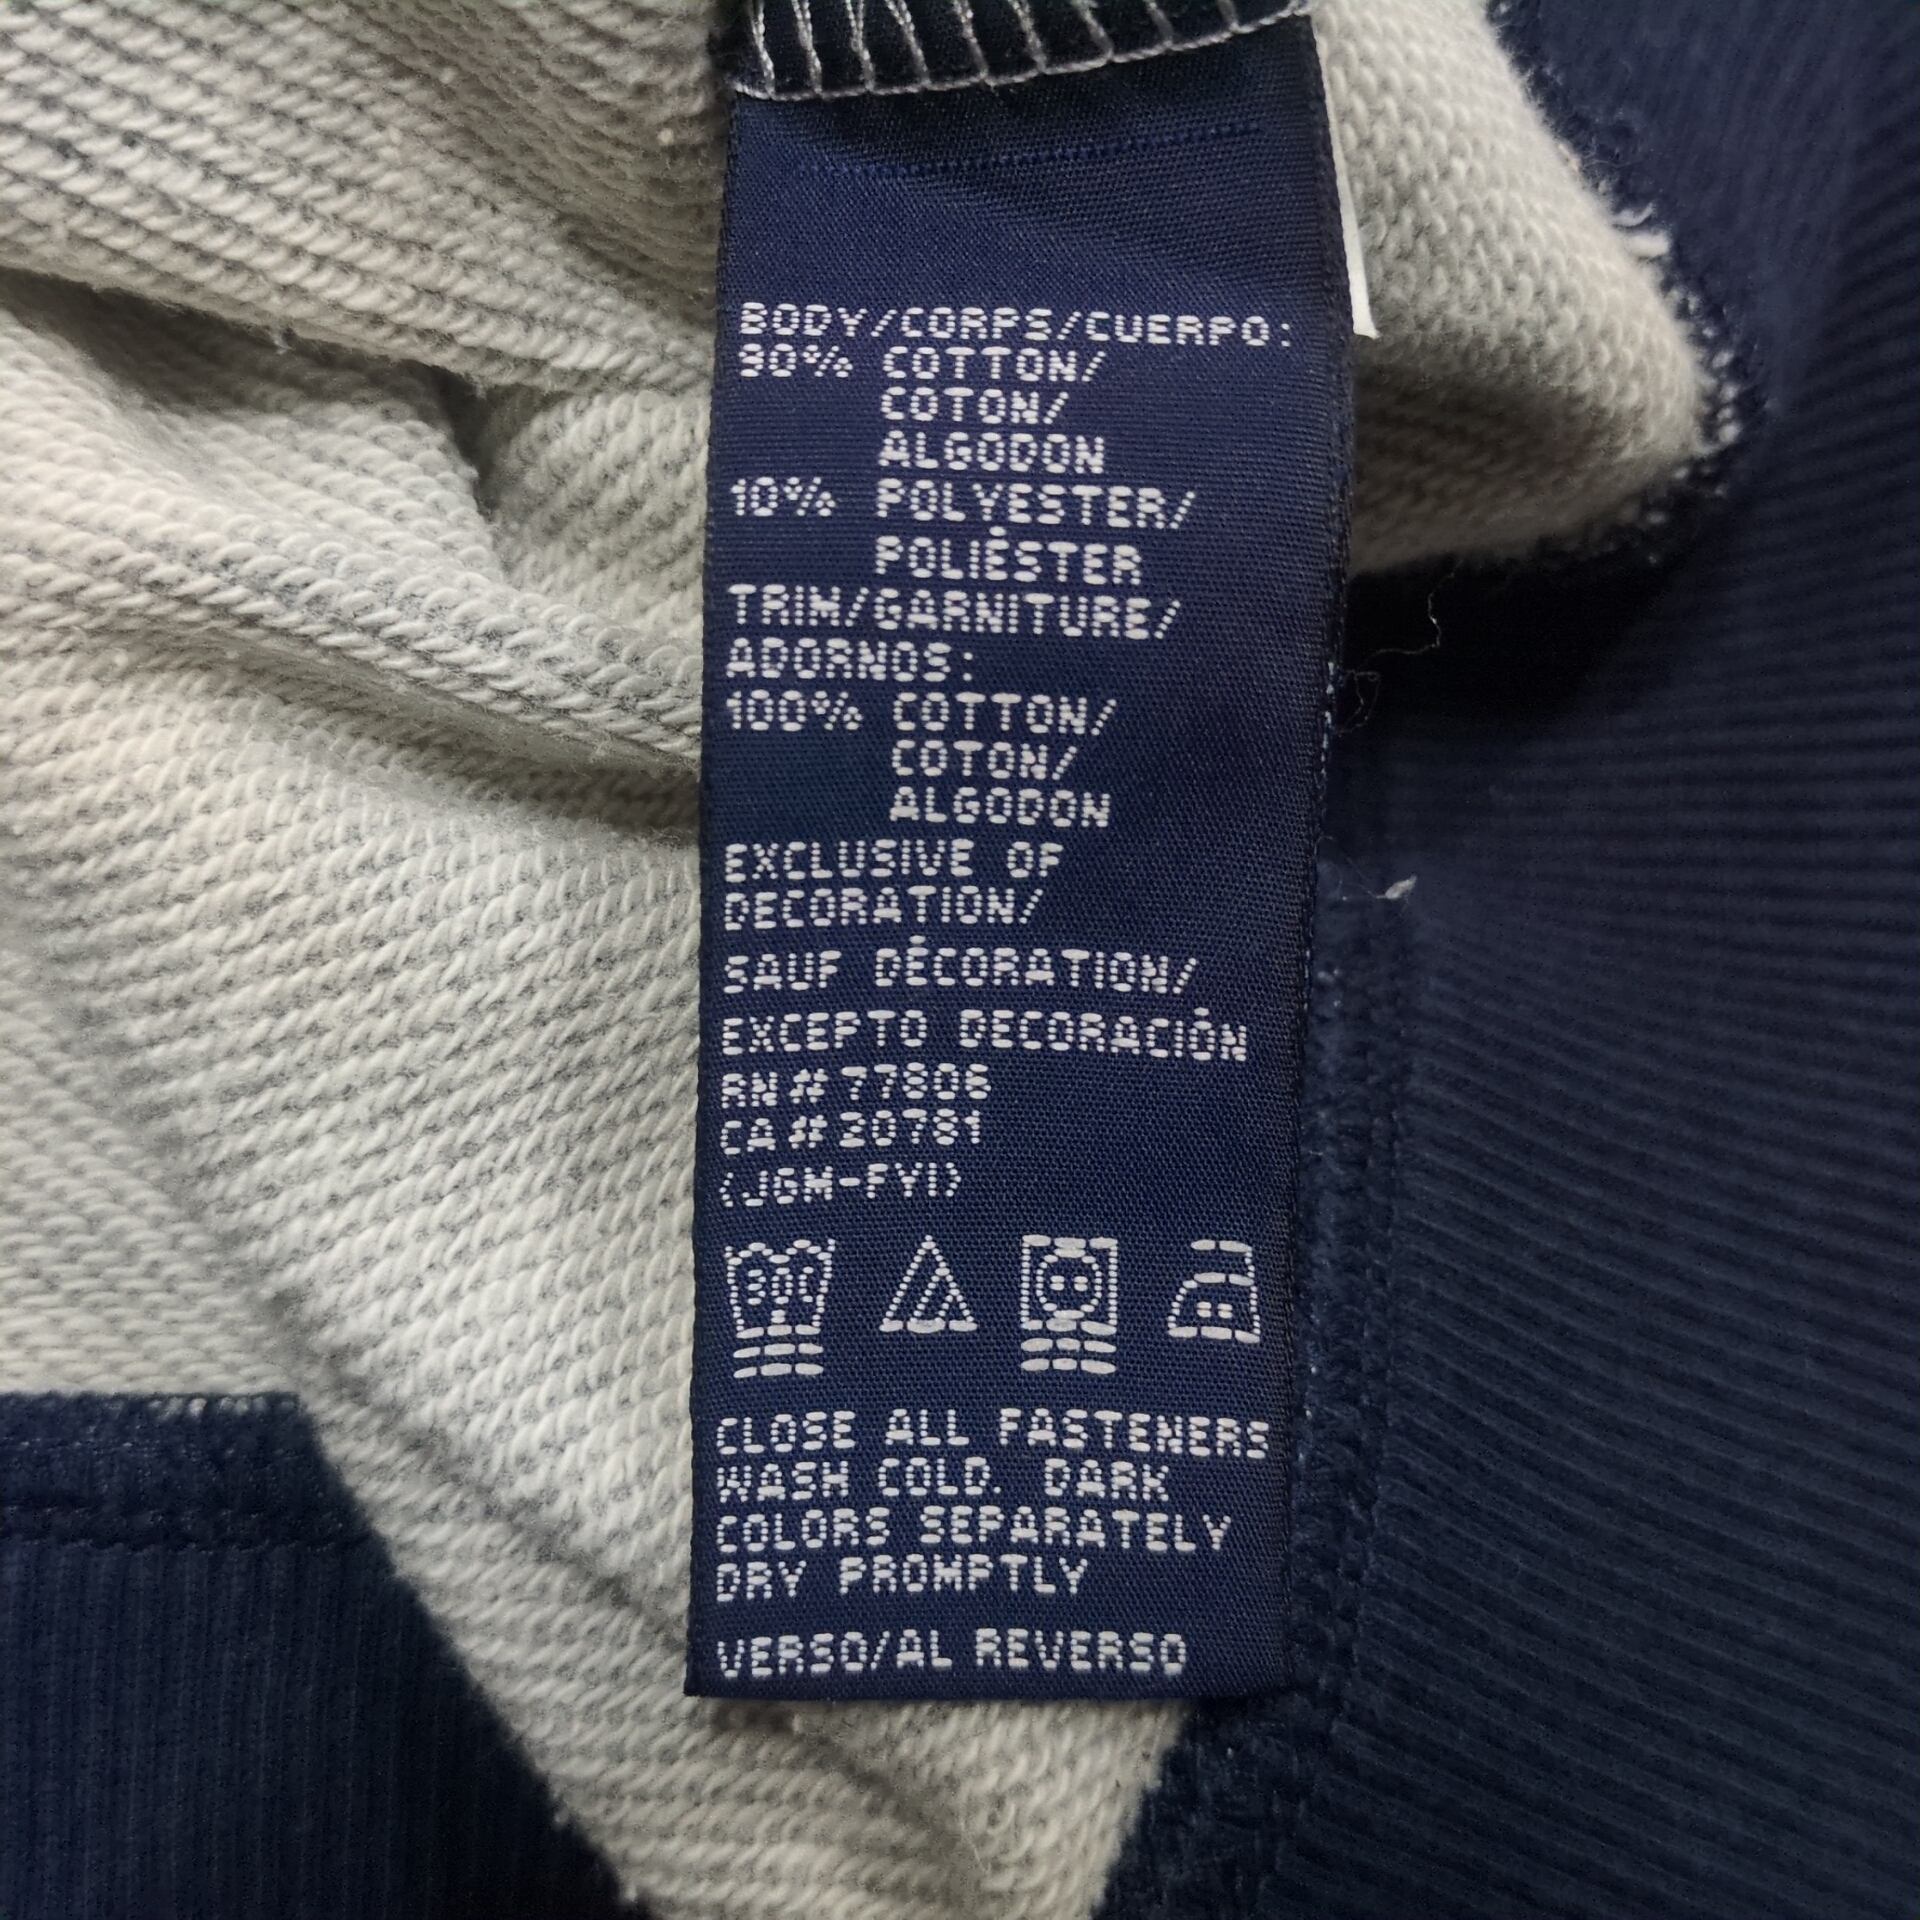 BODY/CORPS/CUERPO:
90% COTTON/
COTON/
ALGODON
10% POLYESTER/
POLIÉSTER
TRIM/GARNITURE/
ADORNOS:
100% COTTON/
COTON/
ALGODON
EXCLUSIVE OF
DECORATION/
SAUF DÉCORATION/
EXCEPTO DECORACIÓN
RN#77806
CA#20781
(JGM-FYI)
30C
CLOSE ALL FASTENERS
WASH COLD. DARK
COLORS SEPARATELY
DRY PROMPTLY
VERSO/AL REVERSO